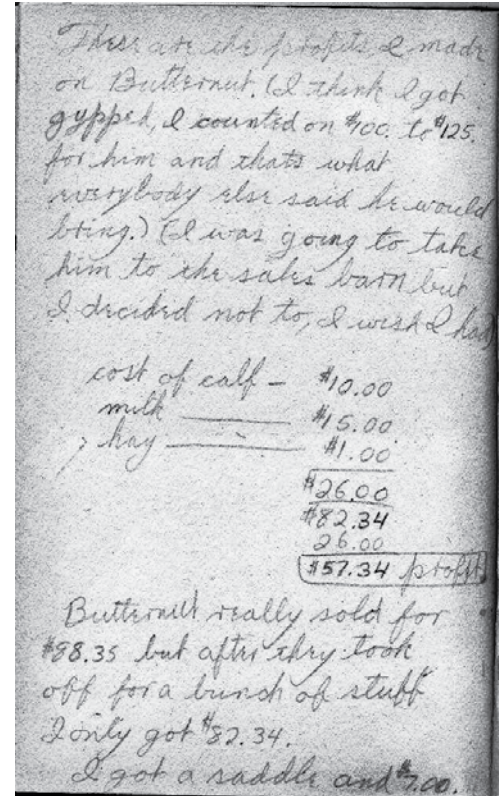 These are the profits I made
on Butternut. (I think I got
gypped, I counted on $100. to $125.
for him and thats what
everybody else said he would
bring.) (I was going to take
him to the sales barn but
I decided not to, I wish I had)
cost of calf — $10.00
milk ——— $15.00
hay ——— $1.00
$26.00
$82.34
26.00
$57.34 profit
Butternut really sold for
$88.35 but after they took
off for a bunch of stuff
I only got $82.34.
I got a saddle and $7.00.